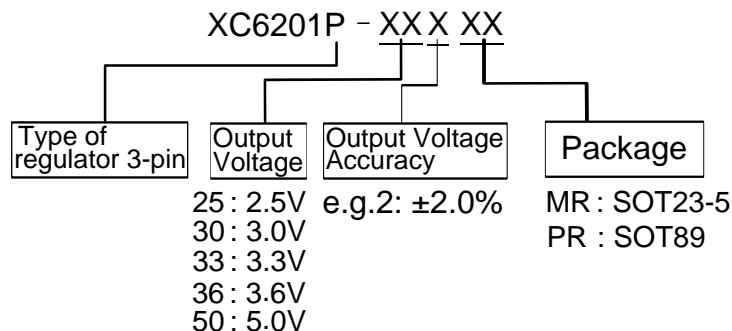 XC6201P - XX X XX
Type of
regulator 3-pin
Output
Voltage
Output Voltage
Accuracy
Package
25 : 2.5V
30 : 3.0V
33 : 3.3V
36 : 3.6V
50 : 5.0V
e.g.2: ±2.0%
MR : SOT23-5
PR : SOT89